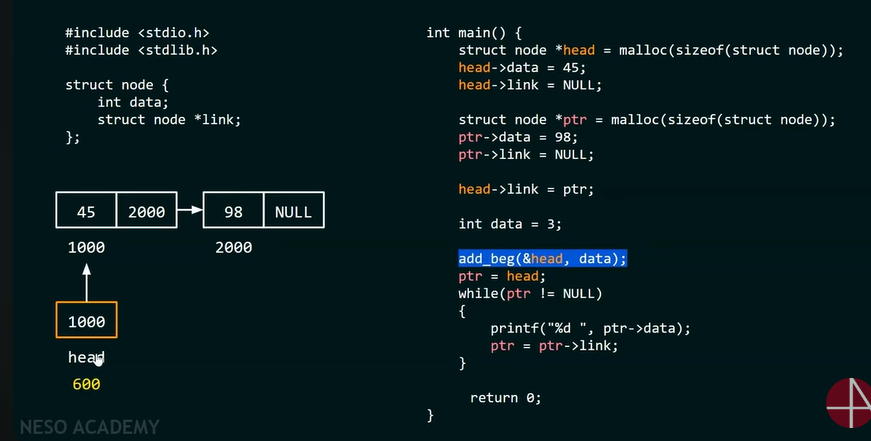 #include <stdio.h>
#include <stdlib.h>
struct node {
int data;
struct node *link;
};
45 2000 98 NULL
1000 2000
1000
head
600
int main() {
struct node *head = malloc(sizeof(struct node));
head->data = 45;
head->link = NULL;
struct node *ptr = malloc(sizeof(struct node));
ptr->data = 98;
ptr->link = NULL;
head->link = ptr;
int data = 3;
add_beg(&head, data);
ptr = head;
while(ptr != NULL)
{
printf("%d ", ptr->data);
ptr = ptr->link;
}
return 0;
}
NESO ACADEMY